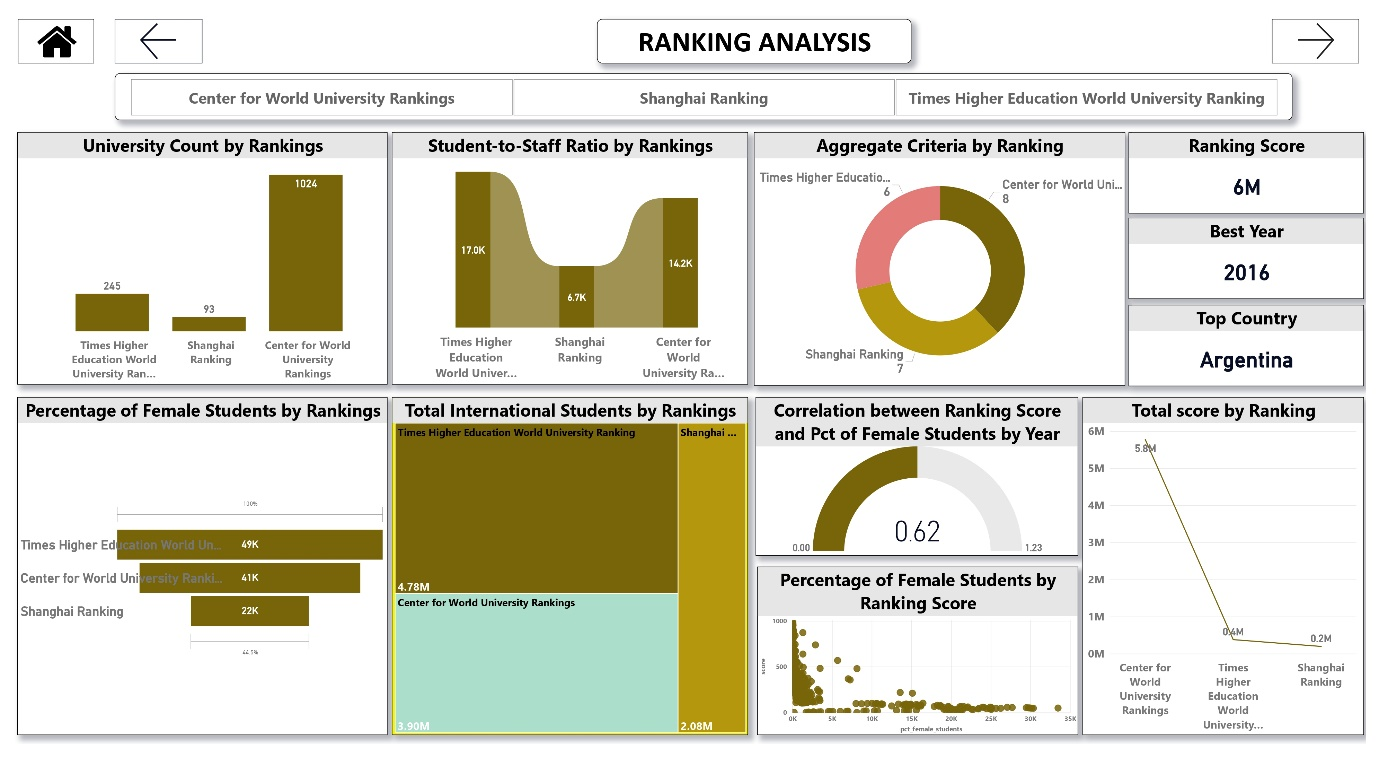 RANKING ANALYSIS
Center for World University Rankings
Shanghai Ranking
Times Higher Education World University Ranking
University Count by Rankings
1024
245
93
Times Higher
Education World
University Ran...
Shanghai
Ranking
Center for World
University
Rankings
Student-to-Staff Ratio by Rankings
17.0K
6.7K
14.2K
Times Higher
Education
World Univer...
Shanghai
Ranking
Center for
World
University Ra...
Aggregate Criteria by Ranking
Times Higher Educatio...
6
Center for World Uni...
8
Shanghai Ranking
7
Ranking Score
6M
Best Year
2016
Top Country
Argentina
Percentage of Female Students by Rankings
100%
Times Higher Education World Un...
49K
Center for World University Ranki...
41K
Shanghai Ranking
22K
44.5%
Total International Students by Rankings
Times Higher Education World University Ranking
4.78M
Shanghai ...
2.08M
Center for World University Rankings
3.90M
Correlation between Ranking Score
and Pct of Female Students by Year
0.62
0.00
1.23
Percentage of Female Students by
Ranking Score
1000
500
0
score
0K 5K 10K 15K 20K 25K 30K 35K
pct_female_students
Total score by Ranking
6M
5M
4M
3M
2M
1M
0M
5.8M
0.4M
0.2M
Center for
World
University
Rankings
Times
Higher
Education
World
University...
Shanghai
Ranking